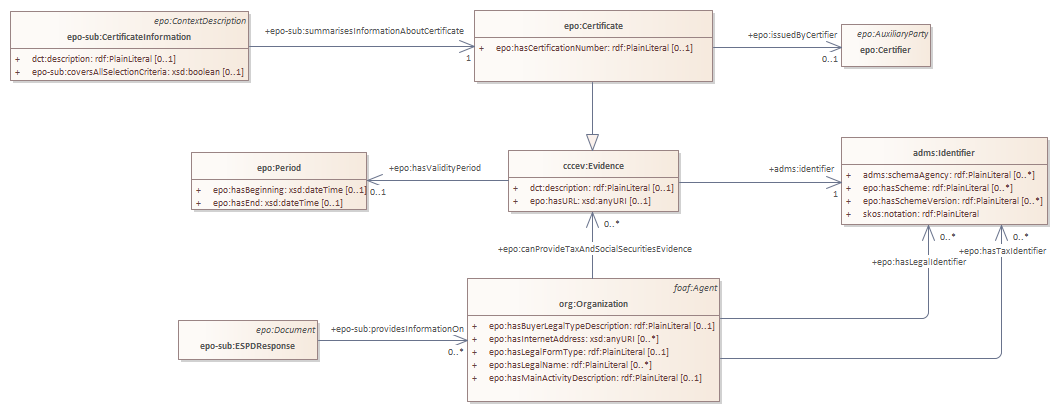 epo:ContextDescription
epo-sub:CertificateInformation
+ dct:description: rdf:PlainLiteral [0..1]
+ epo-sub:coversAllSelectionCriteria: xsd:boolean [0..1]
+epo-sub:summarisesInformationAboutCertificate
1
epo:Certificate
+ epo:hasCertificationNumber: rdf:PlainLiteral [0..1]
+epo:issuedByCertifier
0..1
epo:AuxiliaryParty
epo:Certifier
epo:Period
+ epo:hasBeginning: xsd:dateTime [0..1]
+ epo:hasEnd: xsd:dateTime [0..1]
+epo:hasValidityPeriod
0..1
cccev:Evidence
+ dct:description: rdf:PlainLiteral [0..1]
+ epo:hasURL: xsd:anyURI [0..1]
+adms:identifier
1
adms:Identifier
+ adms:schemaAgency: rdf:PlainLiteral [0..*]
+ epo:hasScheme: rdf:PlainLiteral [0..*]
+ epo:hasSchemeVersion: rdf:PlainLiteral [0..*]
+ skos:notation: rdf:PlainLiteral
0..*
+epo:canProvideTaxAndSocialSecuritiesEvidence
0..*
+epo:hasLegalIdentifier
0..*
+epo:hasTaxIdentifier
epo:Document
epo-sub:ESPDResponse
+epo-sub:providesInformationOn
0..*
foaf:Agent
org:Organization
+ epo:hasBuyerLegalTypeDescription: rdf:PlainLiteral [0..1]
+ epo:hasInternetAddress: xsd:anyURI [0..*]
+ epo:hasLegalFormType: rdf:PlainLiteral [0..1]
+ epo:hasLegalName: rdf:PlainLiteral [0..*]
+ epo:hasMainActivityDescription: rdf:PlainLiteral [0..1]